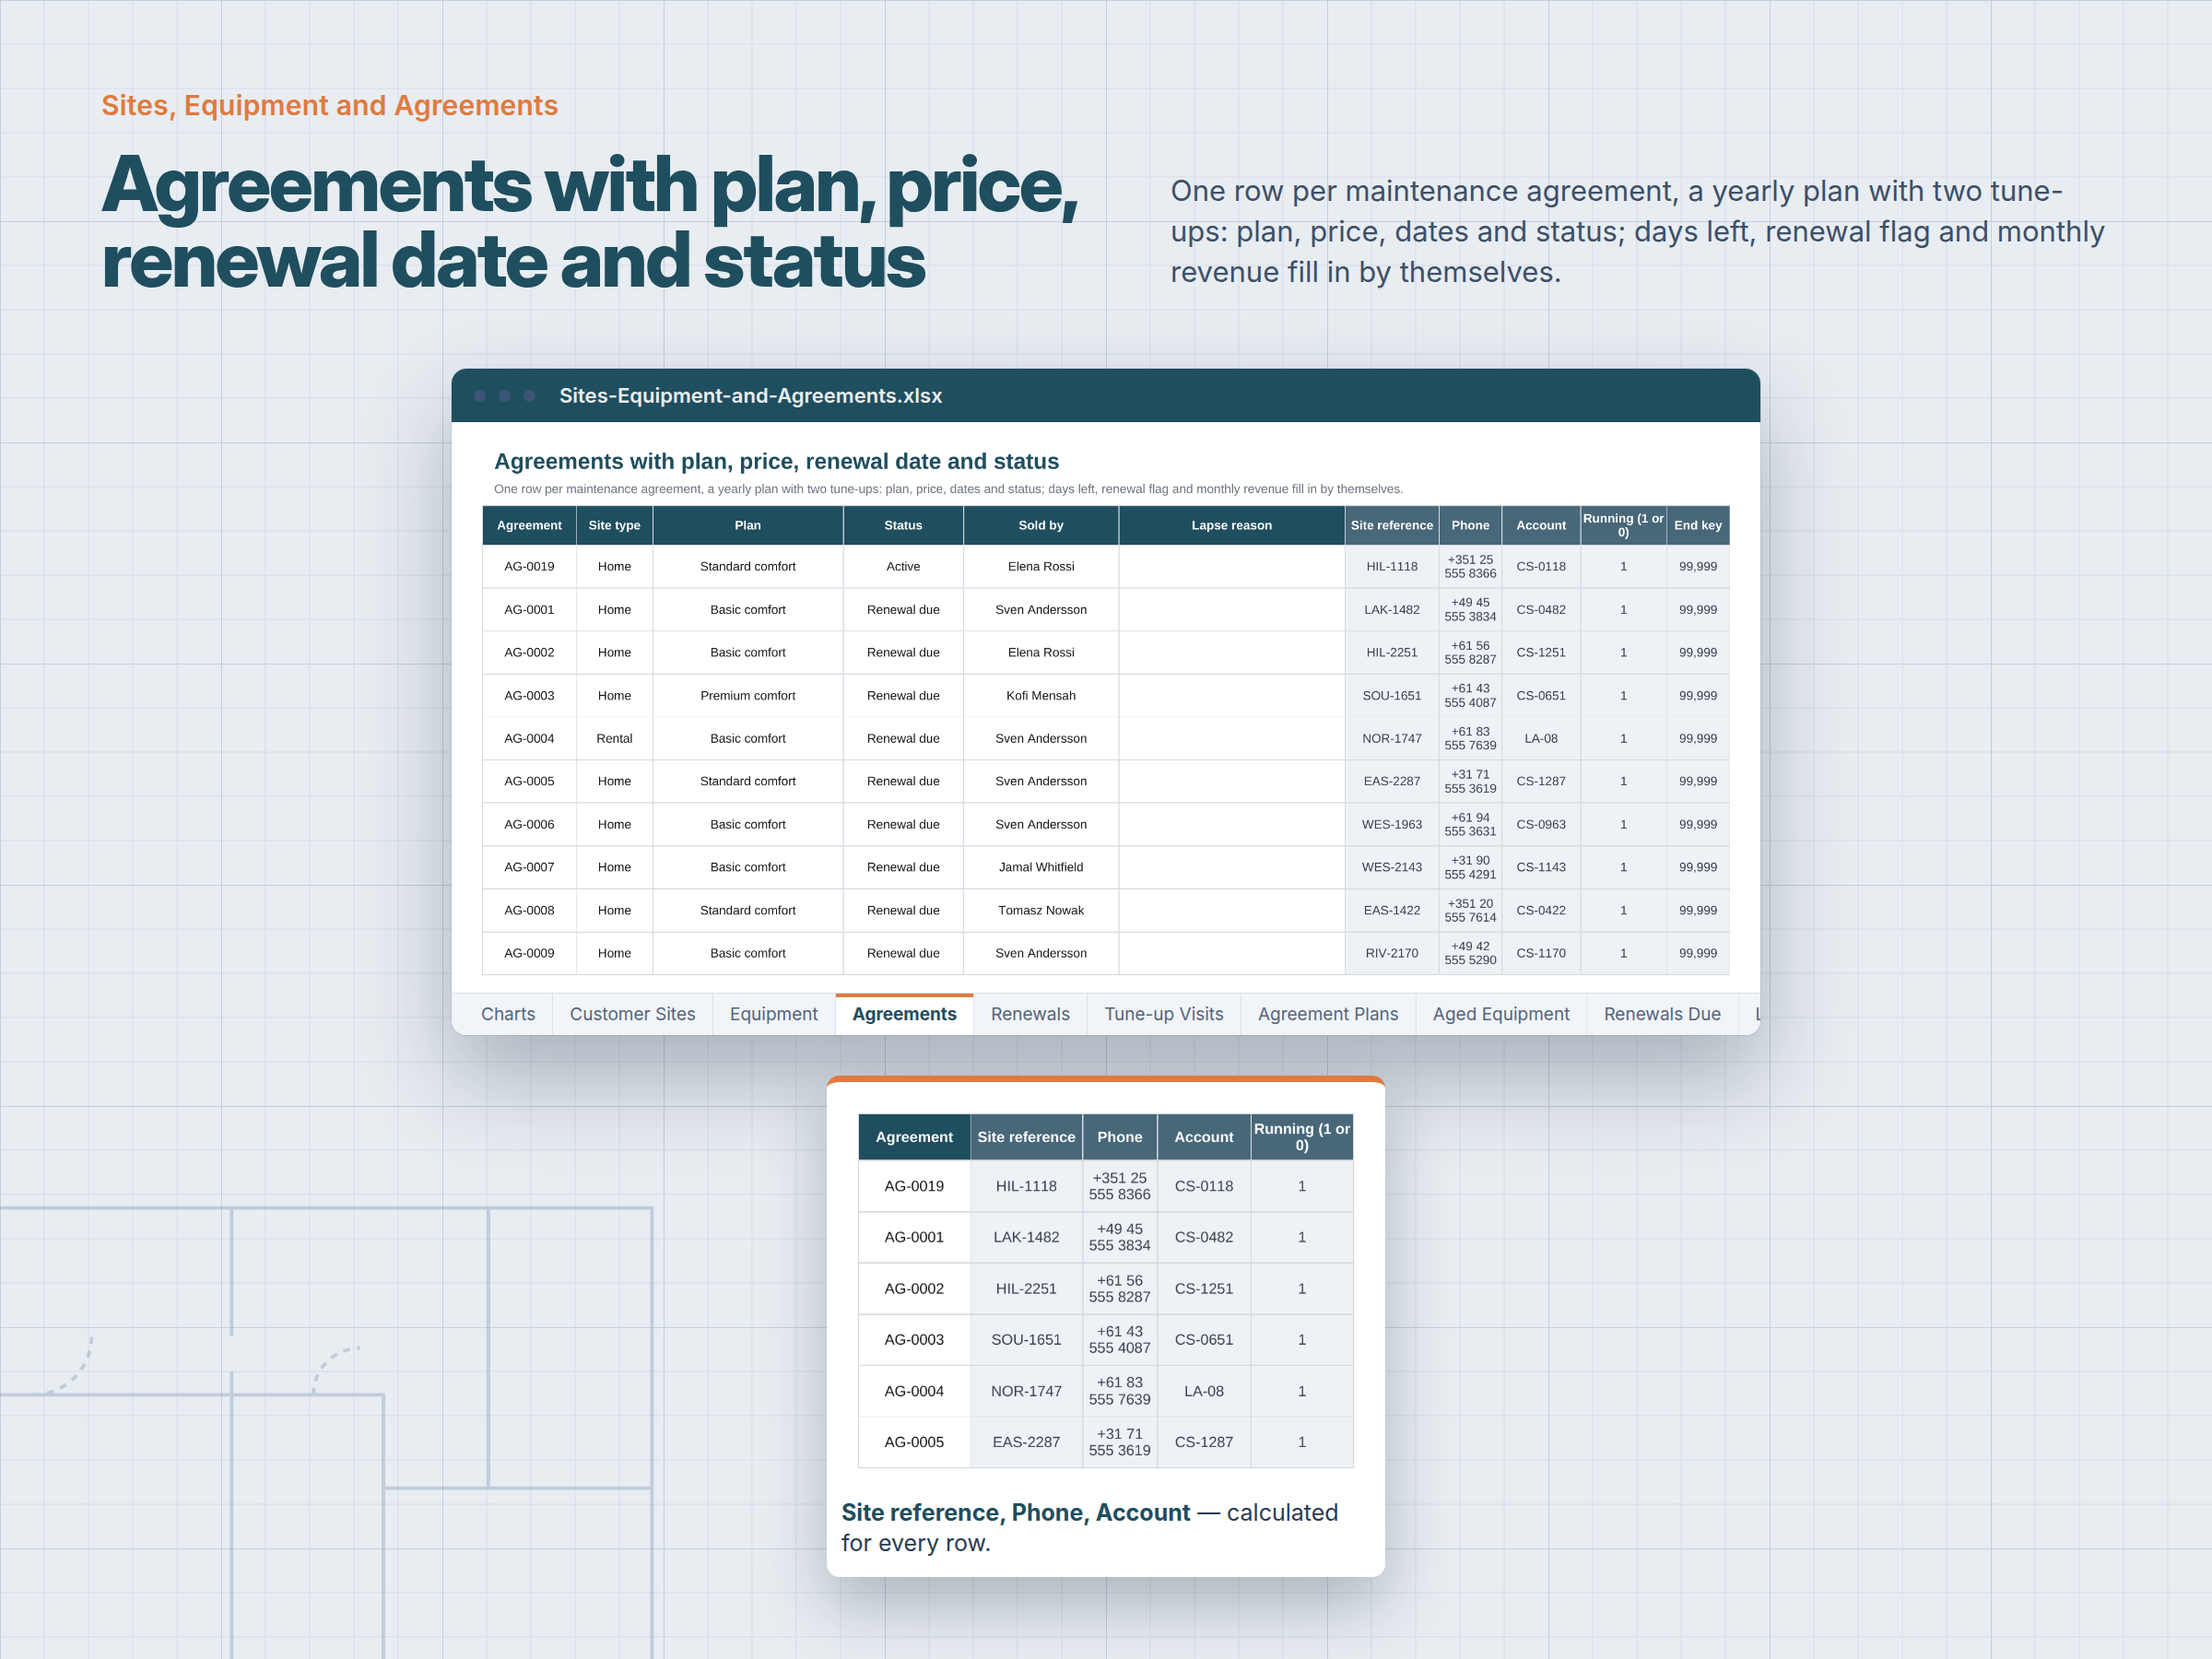 Sites, Equipment and Agreements
Agreements with plan, price,
renewal date and status
One row per maintenance agreement, a yearly plan with two tune-
ups: plan, price, dates and status; days left, renewal flag and monthly
revenue fill in by themselves.
Sites-Equipment-and-Agreements.xlsx
Agreements with plan, price, renewal date and status
One row per maintenance agreement, a yearly plan with two tune-ups: plan, price, dates and status; days left, renewal flag and monthly revenue fill in by themselves.
Agreement Site type Plan Status Sold by Lapse reason Site reference Phone Account Running (1 or 0) End key
AG-0019 Home Standard comfort Active Elena Rossi HIL-1118 +351 25 555 8366 CS-0118 1 99,999
AG-0001 Home Basic comfort Renewal due Sven Andersson LAK-1482 +49 45 555 3834 CS-0482 1 99,999
AG-0002 Home Basic comfort Renewal due Elena Rossi HIL-2251 +61 56 555 8287 CS-1251 1 99,999
AG-0003 Home Premium comfort Renewal due Kofi Mensah SOU-1651 +61 43 555 4087 CS-0651 1 99,999
AG-0004 Rental Basic comfort Renewal due Sven Andersson NOR-1747 +61 83 555 7639 LA-08 1 99,999
AG-0005 Home Standard comfort Renewal due Sven Andersson EAS-2287 +31 71 555 3619 CS-1287 1 99,999
AG-0006 Home Basic comfort Renewal due Sven Andersson WES-1963 +61 94 555 3631 CS-0963 1 99,999
AG-0007 Home Basic comfort Renewal due Jamal Whitfield WES-2143 +31 90 555 4291 CS-1143 1 99,999
AG-0008 Home Standard comfort Renewal due Tomasz Nowak EAS-1422 +351 20 555 7614 CS-0422 1 99,999
AG-0009 Home Basic comfort Renewal due Sven Andersson RIV-2170 +49 42 555 5290 CS-1170 1 99,999
Charts Customer Sites Equipment Agreements Renewals Tune-up Visits Agreement Plans Aged Equipment Renewals Due
Agreement Site reference Phone Account Running (1 or 0)
AG-0019 HIL-1118 +351 25 555 8366 CS-0118 1
AG-0001 LAK-1482 +49 45 555 3834 CS-0482 1
AG-0002 HIL-2251 +61 56 555 8287 CS-1251 1
AG-0003 SOU-1651 +61 43 555 4087 CS-0651 1
AG-0004 NOR-1747 +61 83 555 7639 LA-08 1
AG-0005 EAS-2287 +31 71 555 3619 CS-1287 1
Site reference, Phone, Account — calculated
for every row.